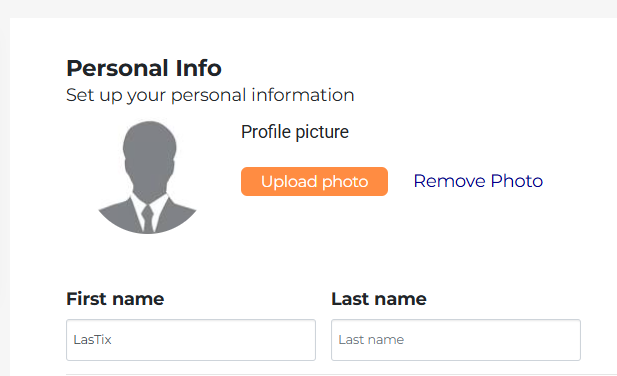 Personal Info
Set up your personal information
Profile picture
Upload photo Remove Photo
First name Last name
LasTix Last name